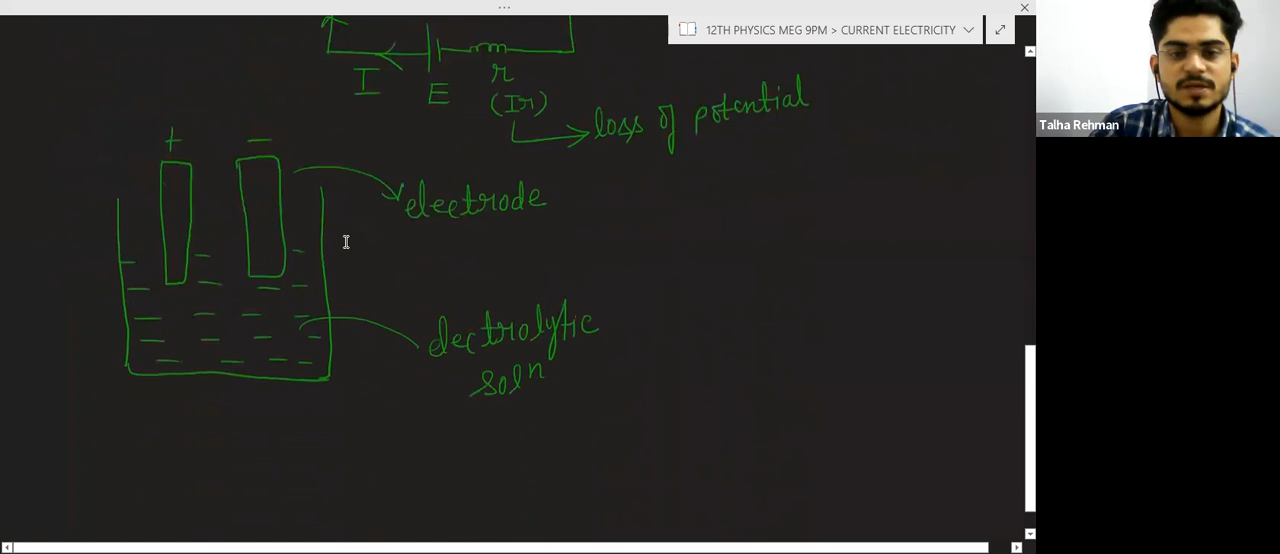 12TH PHYSICS MEG 9PM > CURRENT ELECTRICITY
I
E
r
(Ir)
loss of potential
+
−
electrode
electrolytic
solⁿ
Talha Rehman